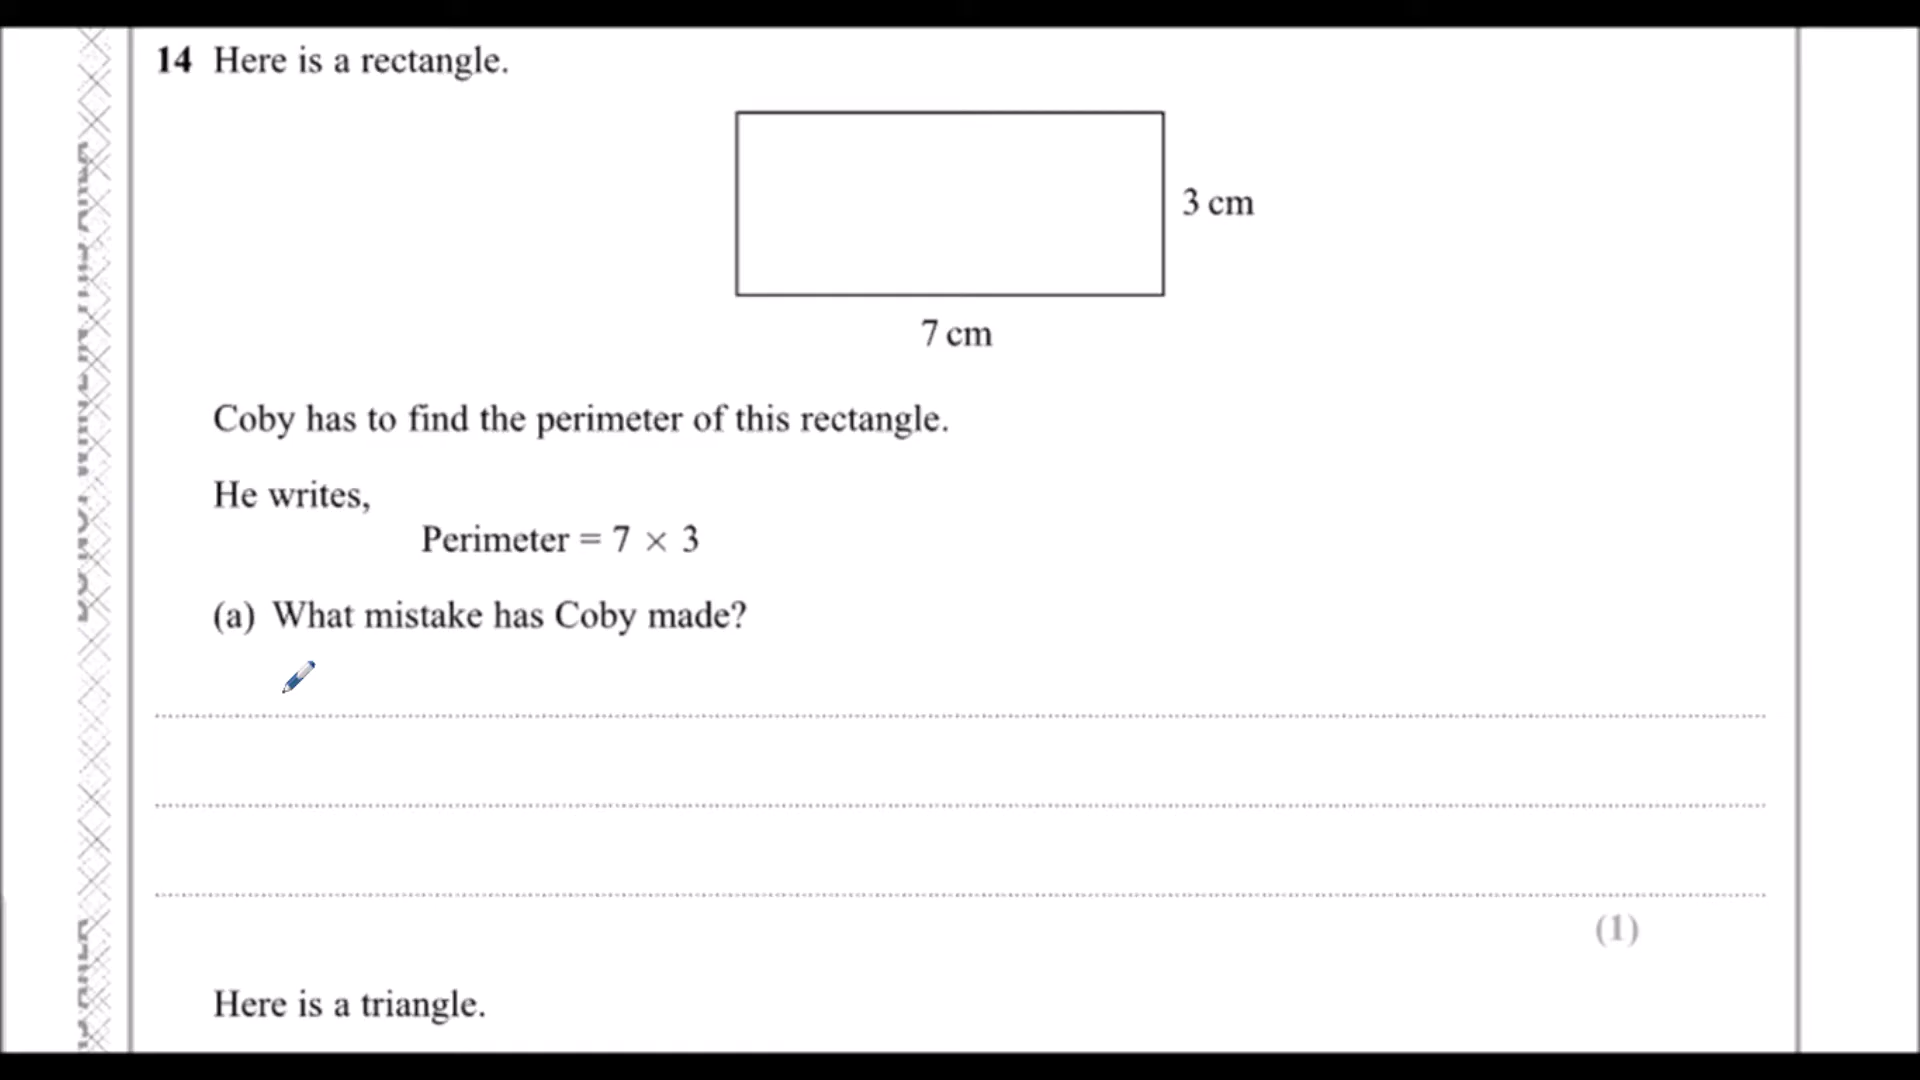 14 Here is a rectangle.
3 cm
7 cm
Coby has to find the perimeter of this rectangle.
He writes,
Perimeter = 7 × 3
(a) What mistake has Coby made?
(1)
Here is a triangle.